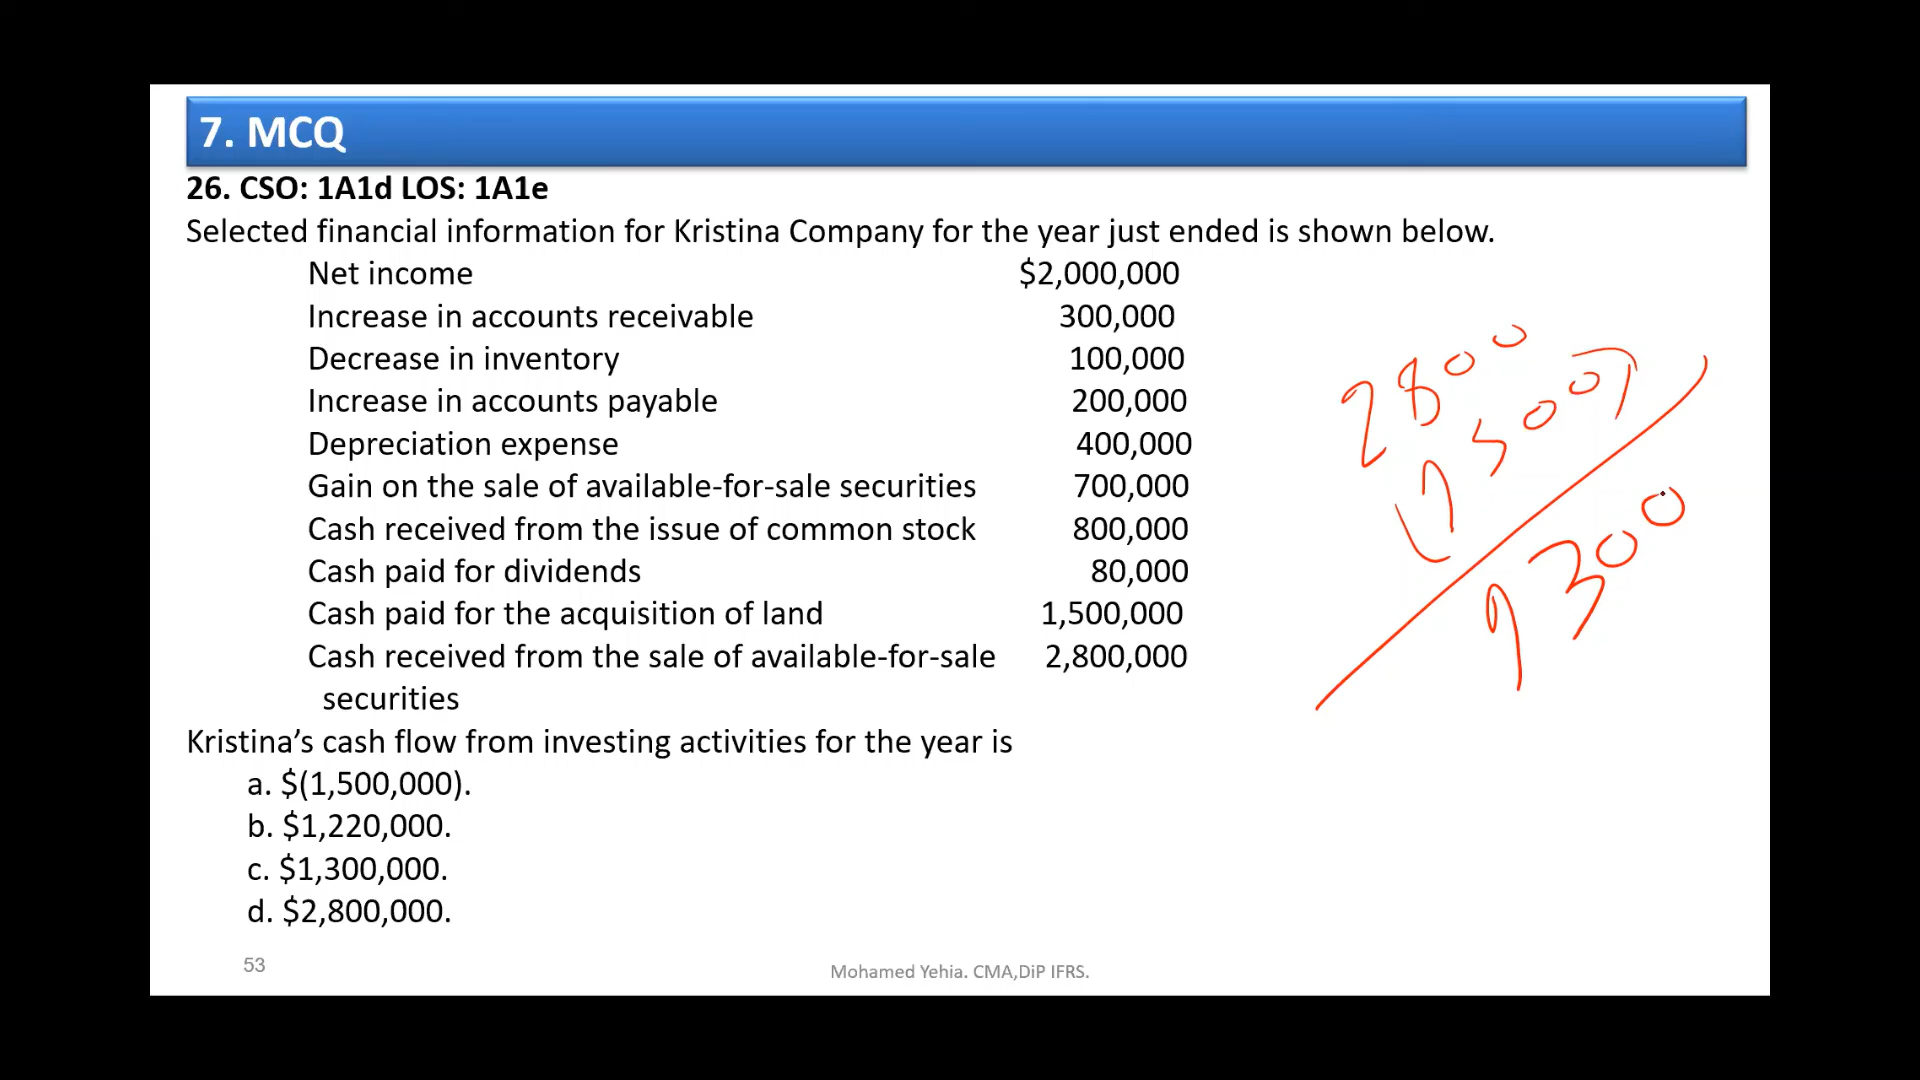 7. MCQ
26. CSO: 1A1d LOS: 1A1e
Selected financial information for Kristina Company for the year just ended is shown below.
Net income $2,000,000
Increase in accounts receivable 300,000
Decrease in inventory 100,000
Increase in accounts payable 200,000
Depreciation expense 400,000
Gain on the sale of available-for-sale securities 700,000
Cash received from the issue of common stock 800,000
Cash paid for dividends 80,000
Cash paid for the acquisition of land 1,500,000
Cash received from the sale of available-for-sale 2,800,000
securities
2800
Kristina’s cash flow from investing activities for the year is
a. $(1,500,000).
b. $1,220,000.
c. $1,300,000.
d. $2,800,000.
53
Mohamed Yehia. CMA,DiP IFRS.